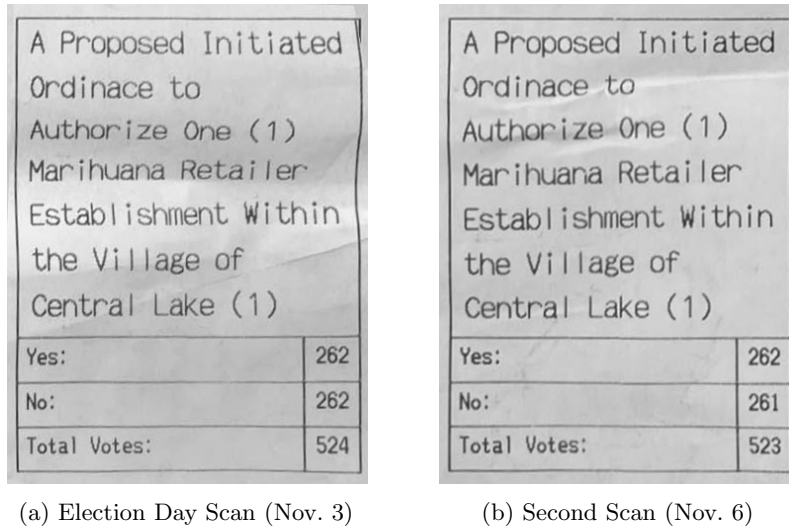 A Proposed Initiated
Ordinace to
Authorize One (1)
Marihuana Retailer
Establishment Within
the Village of
Central Lake (1)
Yes: 262
No: 262
Total Votes: 524
(a) Election Day Scan (Nov. 3)
A Proposed Initiated
Ordinace to
Authorize One (1)
Marihuana Retailer
Establishment Within
the Village of
Central Lake (1)
Yes: 262
No: 261
Total Votes: 523
(b) Second Scan (Nov. 6)